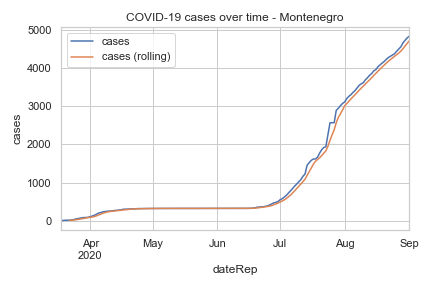 COVID-19 cases over time - Montenegro
cases
cases (rolling)
5000
4000
3000
2000
1000
0
cases
Apr
2020
May
Jun
Jul
Aug
Sep
dateRep